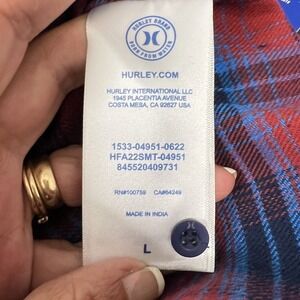 HURLEY BRAND
BORN FROM WATER
HURLEY.COM
HURLEY INTERNATIONAL LLC
1945 PLACENTIA AVENUE
COSTA MESA, CA 92627 USA
1533-04951-0622
HFA22SMT-04951
845520409731
RN#100759 CA#64249
MADE IN INDIA
L